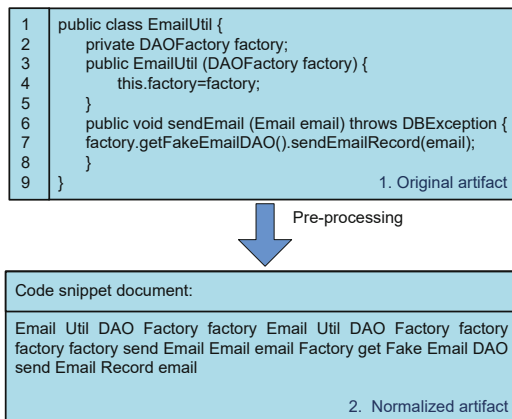 1 public class EmailUtil {
2 private DAOFactory factory;
3 public EmailUtil (DAOFactory factory) {
4 this.factory=factory;
5 }
6 public void sendEmail (Email email) throws DBException {
7 factory.getFakeEmailDAO().sendEmailRecord(email);
8 }
9 }
1. Original artifact
Pre-processing
Code snippet document:
Email Util DAO Factory factory Email Util DAO Factory factory
factory factory send Email Email email Factory get Fake Email DAO
send Email Record email
2. Normalized artifact